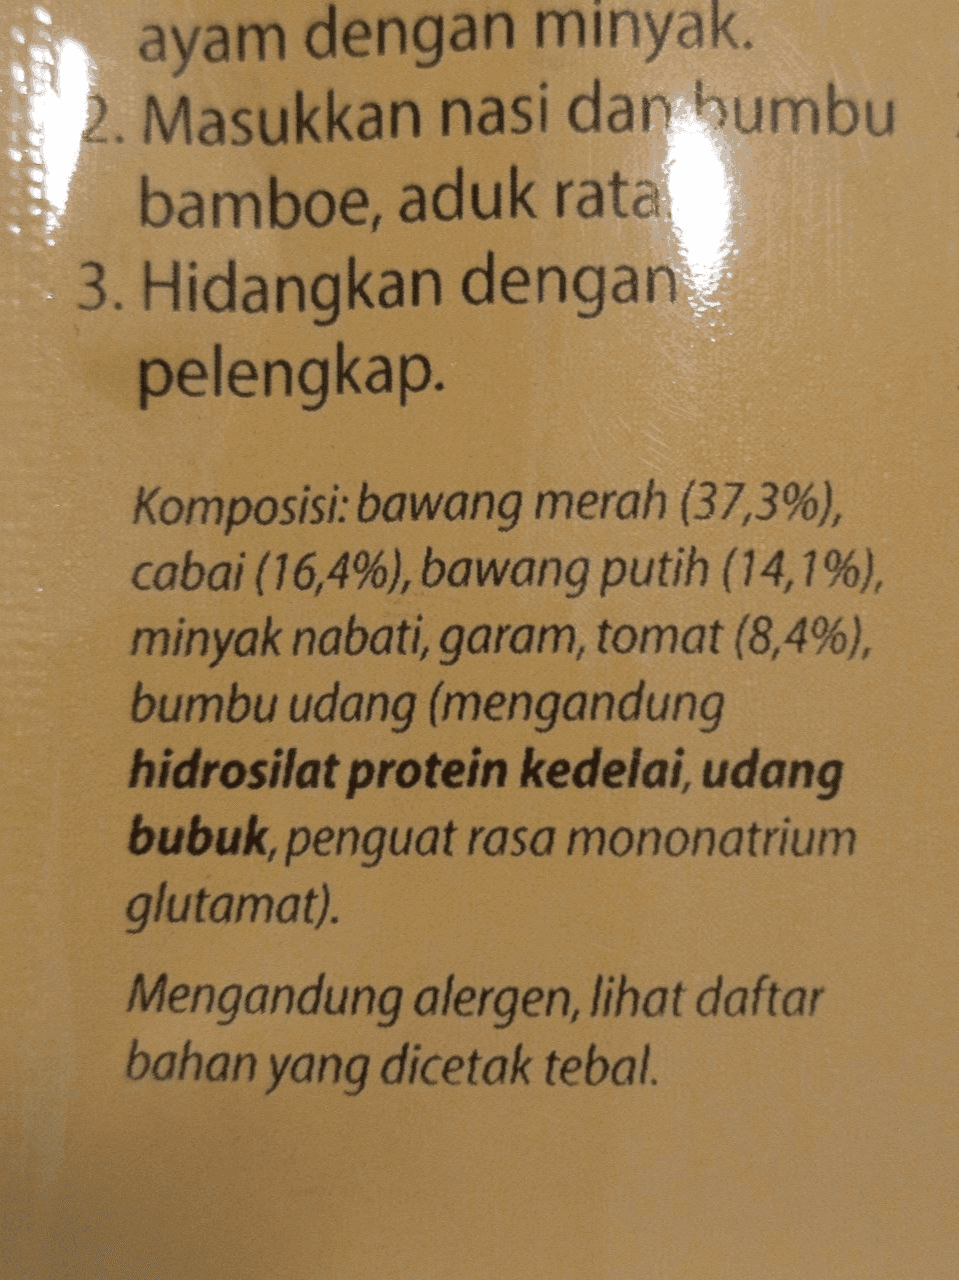 ayam dengan minyak.
2. Masukkan nasi dan bumbu
bamboe, aduk rata.
3. Hidangkan dengan
pelengkap.
Komposisi: bawang merah (37,3%),
cabai (16,4%), bawang putih (14,1%),
minyak nabati, garam, tomat (8,4%),
bumbu udang (mengandung
hidrosilat protein kedelai, udang
bubuk, penguat rasa mononatrium
glutamat).
Mengandung alergen, lihat daftar
bahan yang dicetak tebal.